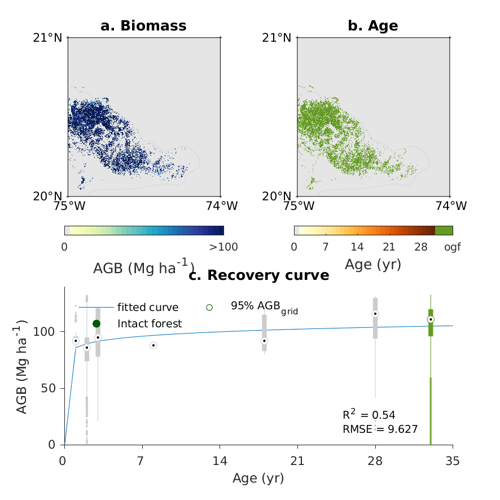 a. Biomass
b. Age
21°N
20°N
75°W
74°W
21°N
20°N
75°W
74°W
0
>100
AGB (Mg ha⁻¹)
0
7
14
21
28
ogf
Age (yr)
c. Recovery curve
fitted curve
95% AGB_grid
Intact forest
AGB (Mg ha⁻¹)
100
50
0
R² = 0.54
RMSE = 9.627
0
7
14
21
28
35
Age (yr)